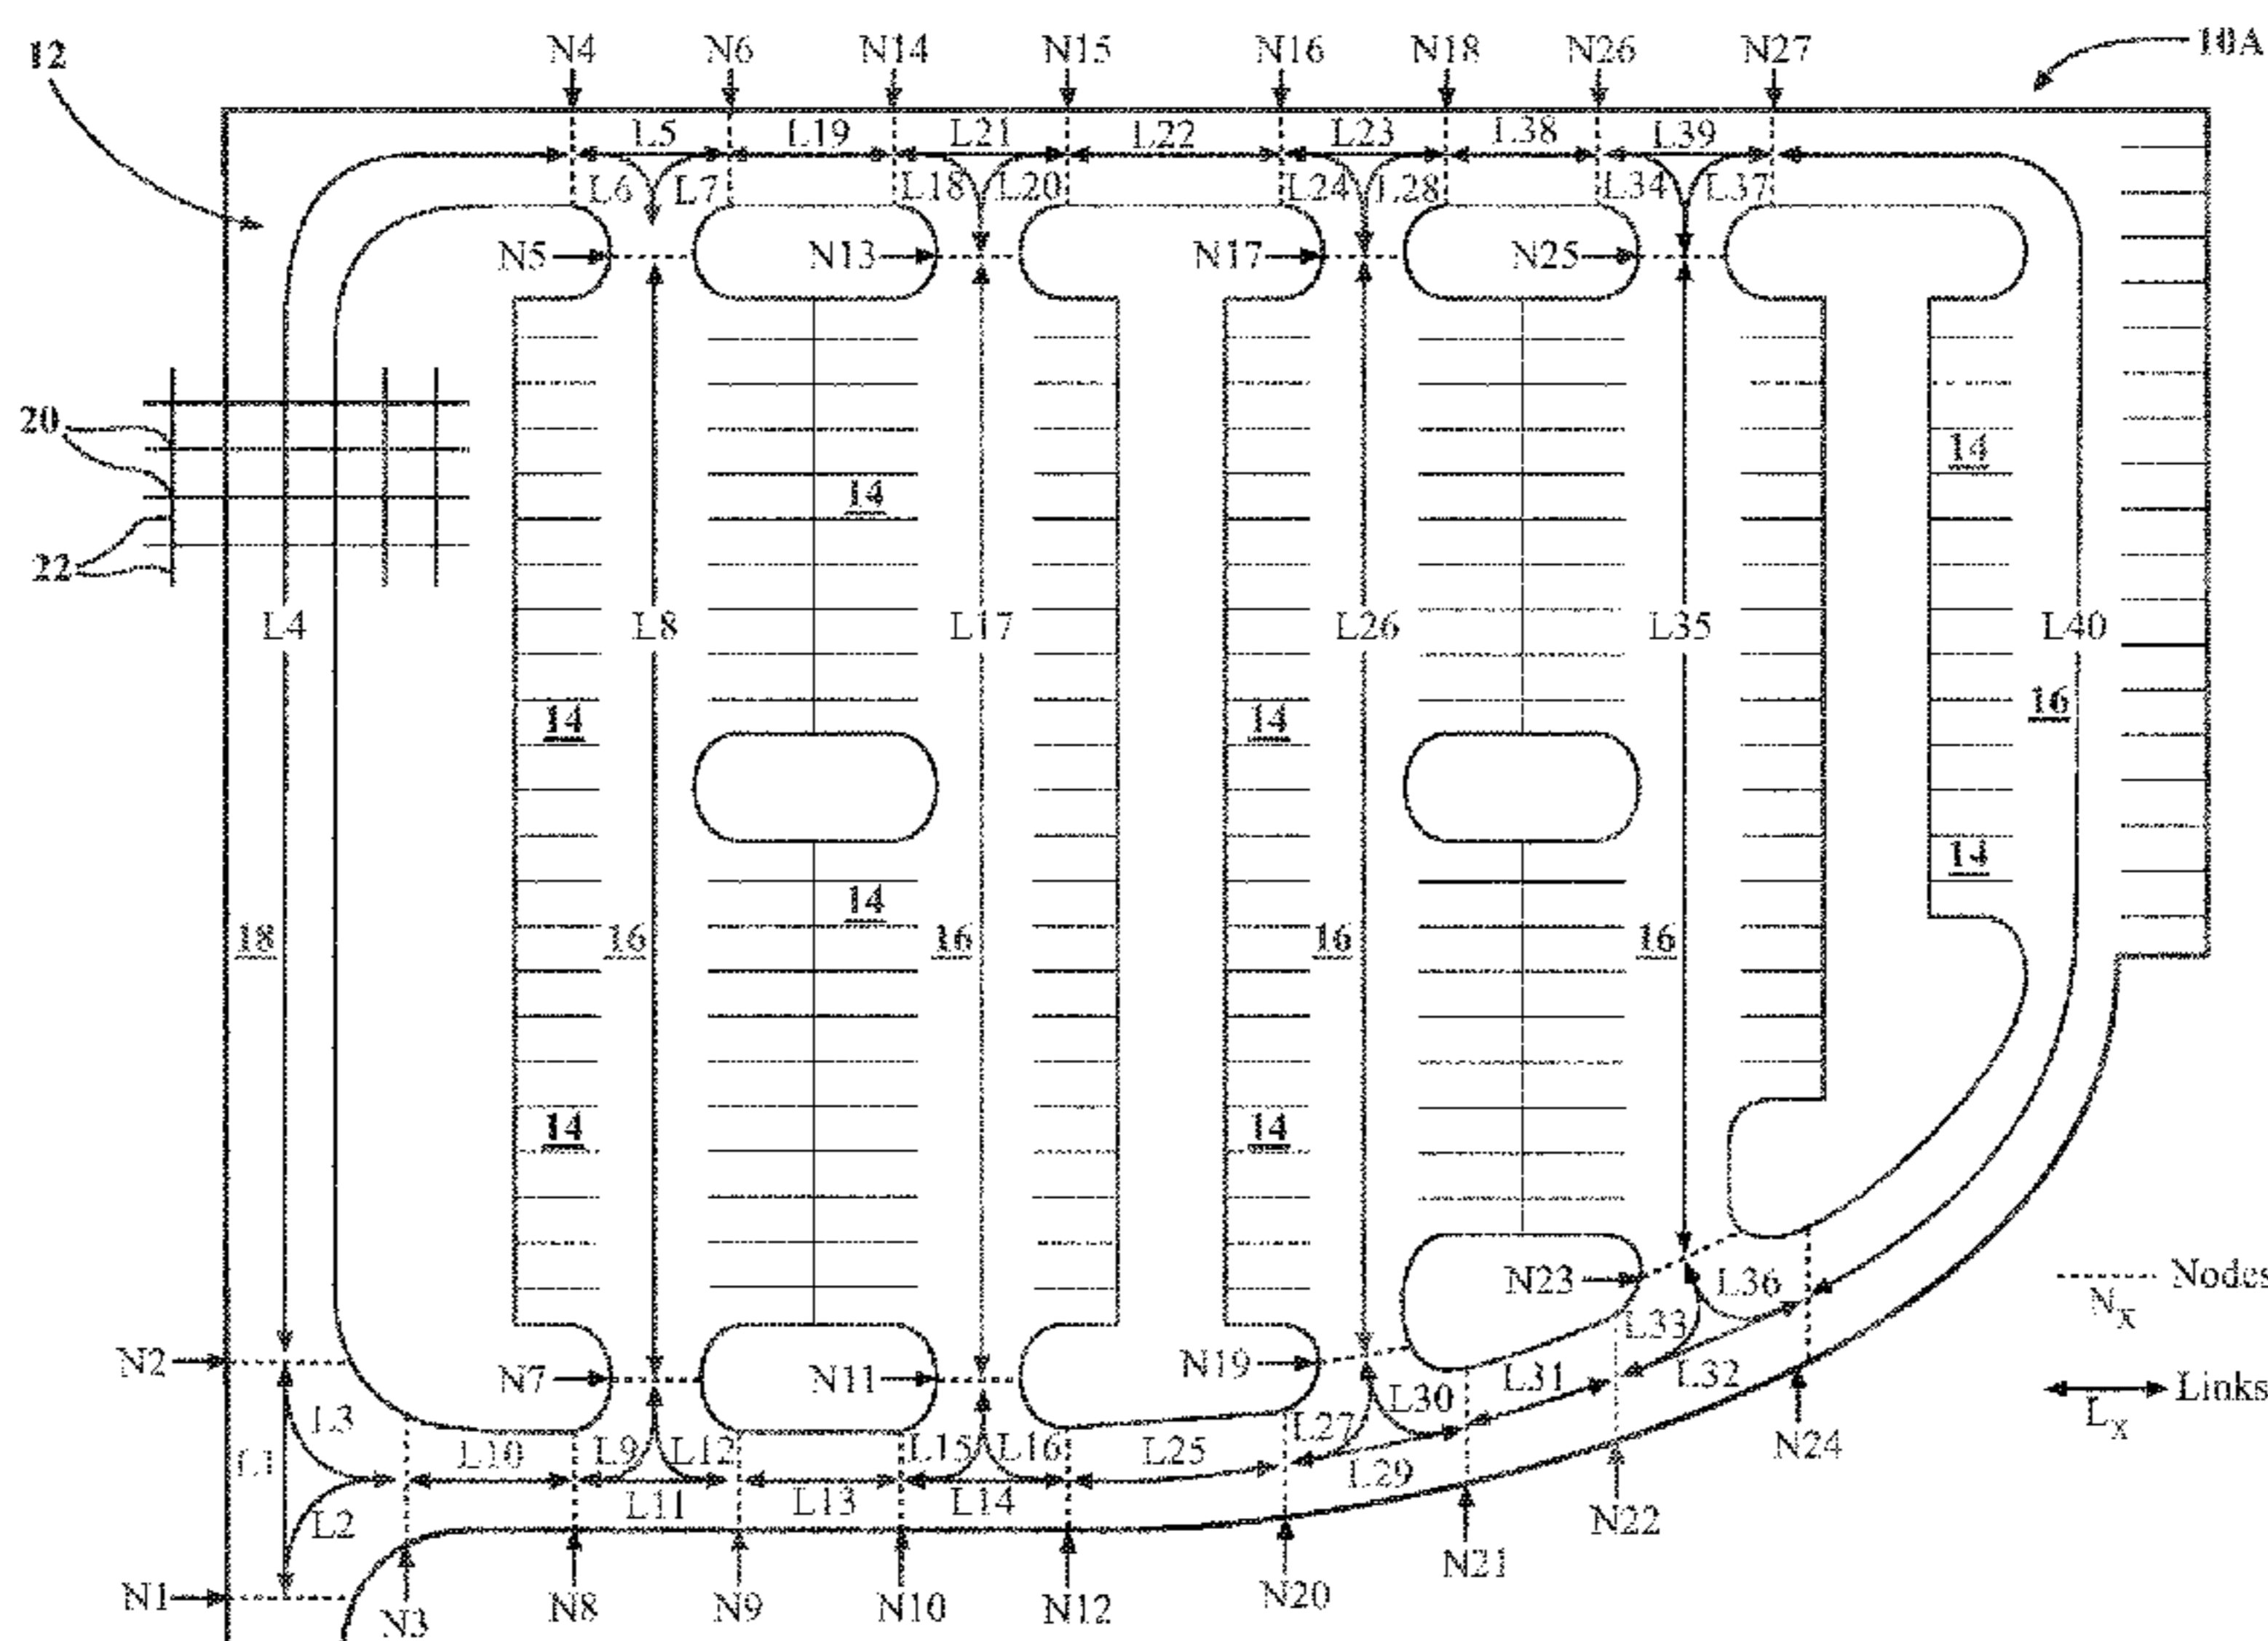 12 N4 N6 N14 N15 N16 N18 N26 N27 10A
L5 L19 L21 L22 L23 L38 L39
L6 L7 L18 L20 L24 L28 L34 L37
N5 N13 N17 N25
20 14
14
22
L4 L8 L17 L26 L35 L40
16
14 14
14
14
18 16 16 16 16
14 14
N23 L36 Nodes
N2 N7 N11 N19 L33 N_X
L3 L30 L31 L32 Links
L1 L10 L9 L12 L15 L16 L25 L27 L_X
L2 L11 L13 L14 L29 N24
N22
N21
N1 N3 N8 N9 N10 N12 N20